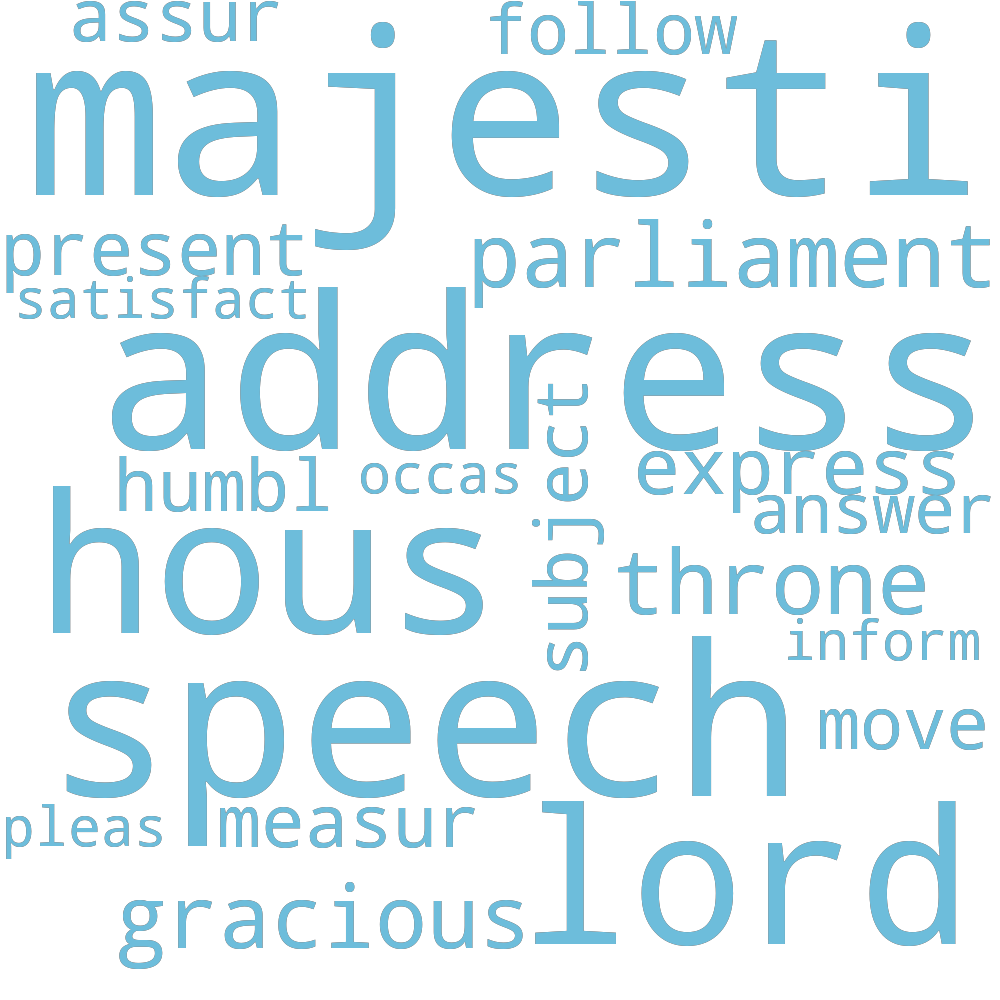 assur follow
majesti
present parliament
satisfact
address
subject
humbl occas express
answer
hous
throne
inform
speech
move
pleas measur
lord
gracious